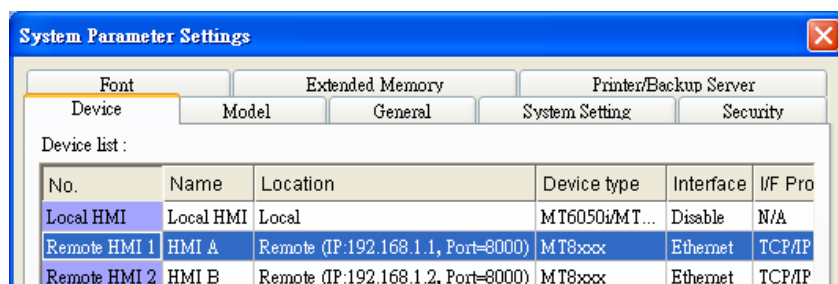 System Parameter Settings
Font Extended Memory Printer/Backup Server
Device Model General System Setting Security
Device list :
No. Name Location Device type Interface I/F Pro
Local HMI Local HMI Local MT6050i/MT... Disable N/A
Remote HMI 1 HMI A Remote (IP:192.168.1.1, Port=8000) MT8xxx Ethernet TCP/IP
Remote HMI 2 HMI B Remote (IP:192.168.1.2, Port=8000) MT8xxx Ethernet TCP/IP